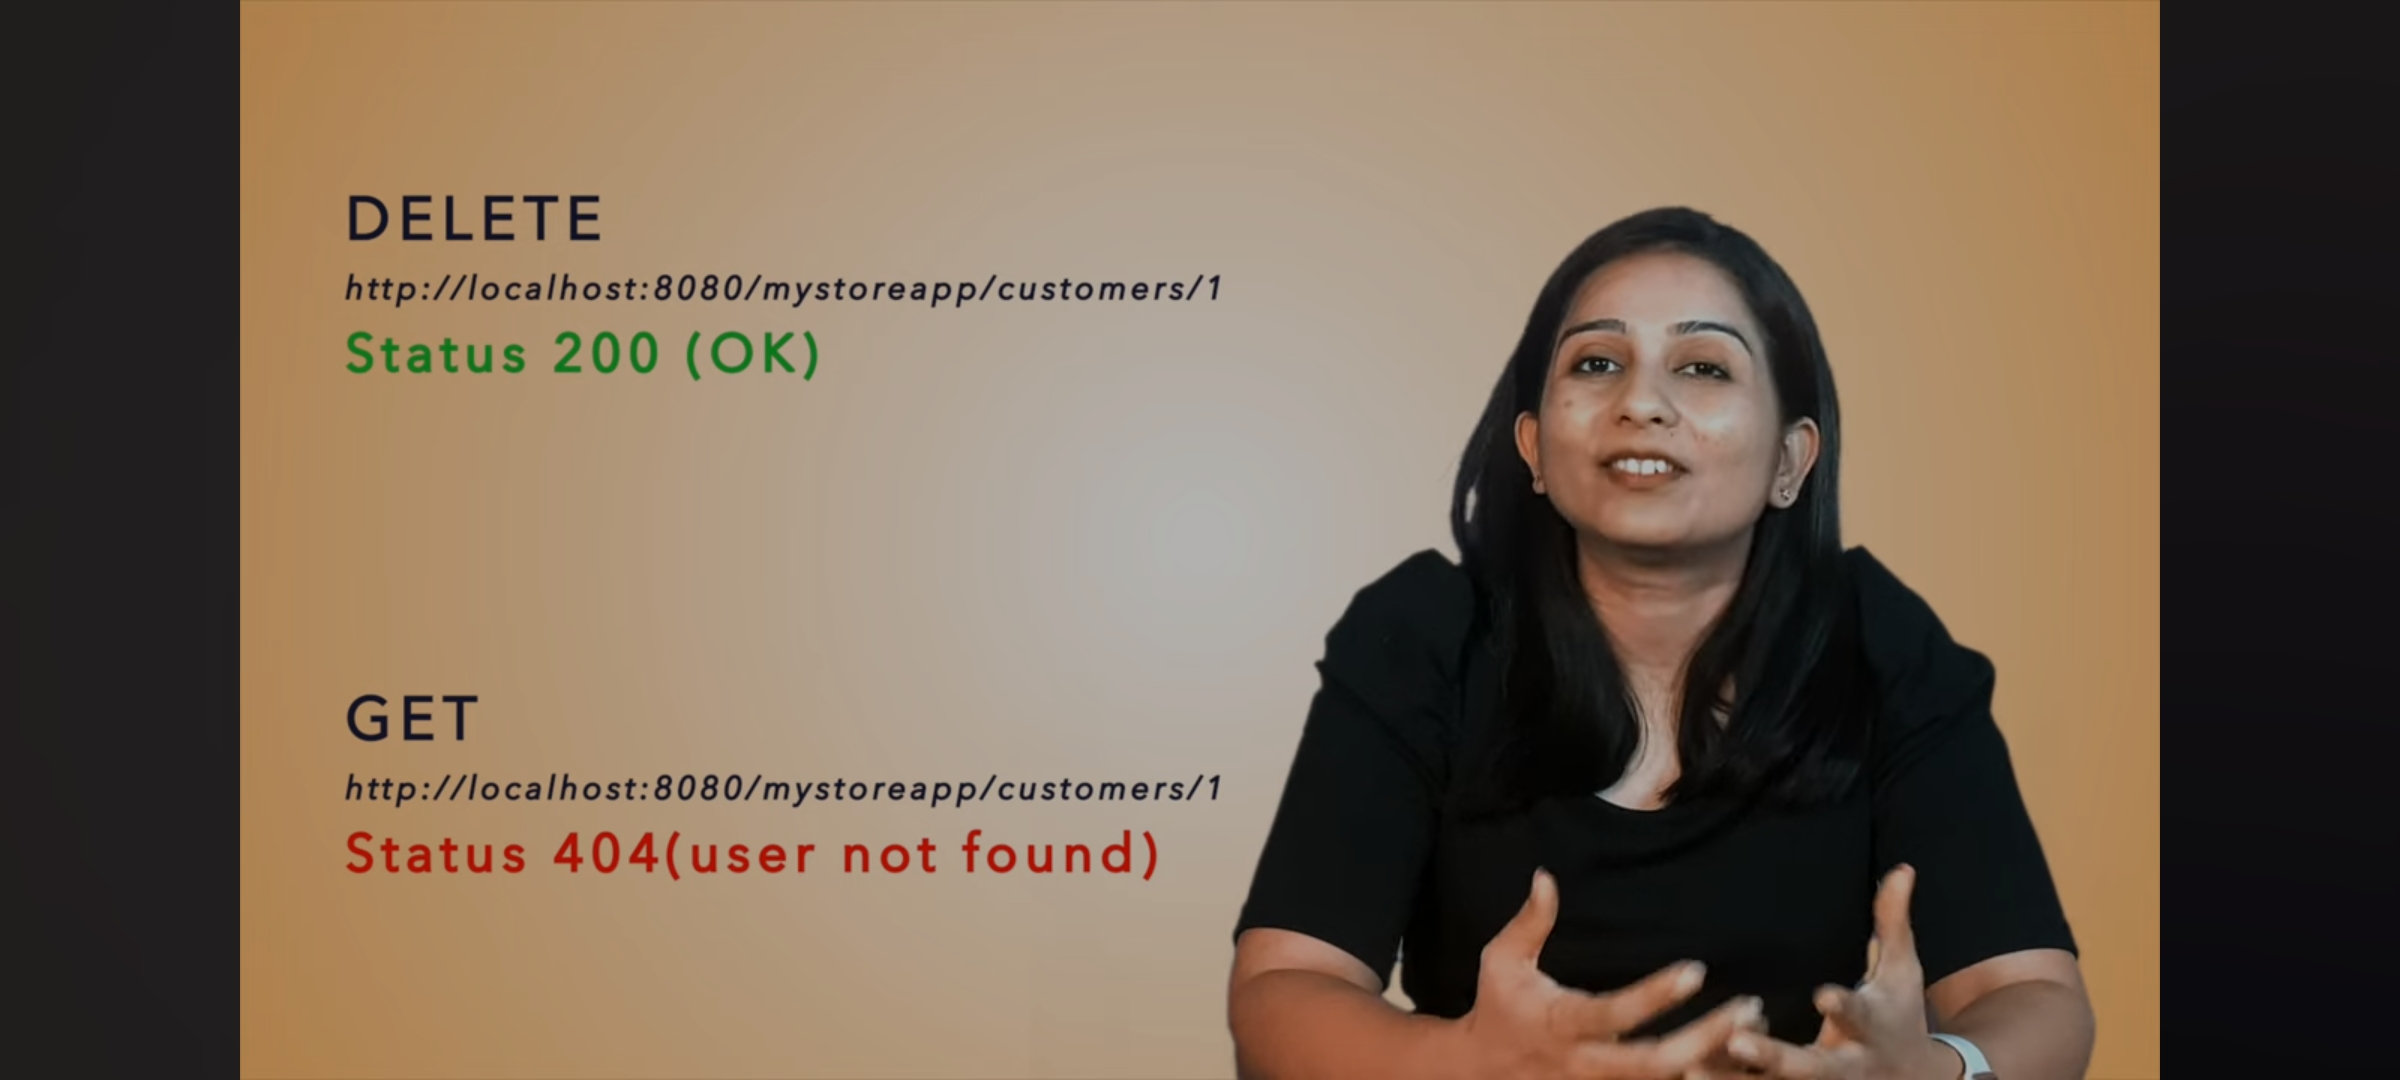 DELETE
http://localhost:8080/mystoreapp/customers/1
Status 200 (OK)
GET
http://localhost:8080/mystoreapp/customers/1
Status 404(user not found)